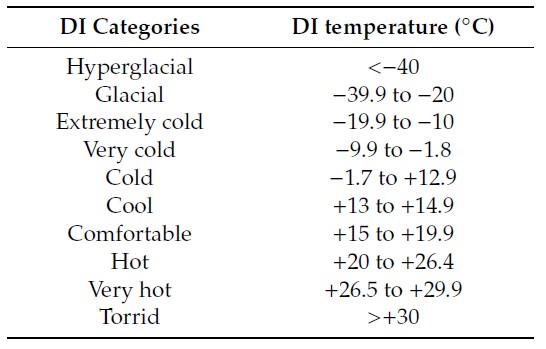 DI Categories DI temperature (°C)
Hyperglacial <−40
Glacial −39.9 to −20
Extremely cold −19.9 to −10
Very cold −9.9 to −1.8
Cold −1.7 to +12.9
Cool +13 to +14.9
Comfortable +15 to +19.9
Hot +20 to +26.4
Very hot +26.5 to +29.9
Torrid >+30